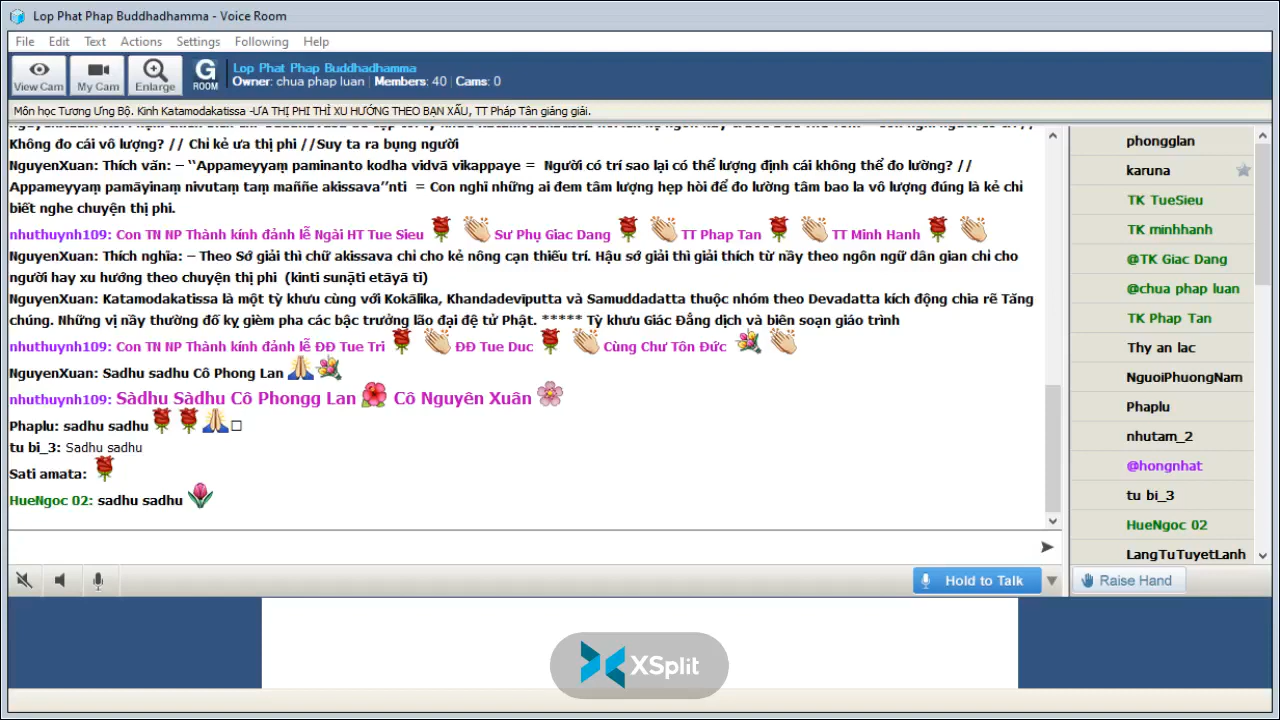 Lop Phat Phap Buddhadhamma - Voice Room
File Edit Text Actions Settings Following Help
View Cam My Cam Enlarge G ROOM
Lop Phat Phap Buddhadhamma
Owner: chua phap luan | Members: 40 | Cams: 0
Môn học Tương Ưng Bộ. Kinh Katamodakatissa -ƯA THỊ PHI THÌ XU HƯỚNG THEO BẠN XẤU, TT Pháp Tân giảng giải.
Không đo cái vô lượng? // Chỉ kẻ ưa thị phi //Suy ta ra bụng người
NguyenXuan: Thích văn: – ‘‘Appameyyaṃ paminanto kodha vidvā vikappaye = Người có trí sao lại có thể lượng định cái không thể đo lường? //
Appameyyaṃ pamāyinaṃ nivutaṃ taṃ maññe akissava’’nti = Con nghĩ những ai đem tâm lượng hẹp hòi để đo lường tâm bao la vô lượng đúng là kẻ chỉ
biết nghe chuyện thị phi.
nhuthuynh109: Con TN NP Thành kính đảnh lễ Ngài HT Tue Sieu Sư Phụ Giac Dang TT Phap Tan TT Minh Hanh
NguyenXuan: Thích nghĩa: – Theo Sớ giải thì chữ akissava chỉ cho kẻ nông cạn thiếu trí. Hậu sớ giải thì giải thích từ nầy theo ngôn ngữ dân gian chỉ cho
người hay xu hướng theo chuyện thị phi (kinti suṇāti etāyā ti)
NguyenXuan: Katamodakatissa là một tỳ khưu cùng với Kokālika, Khandadevīputta và Samuddadatta thuộc nhóm theo Devadatta kích động chia rẽ Tăng
chúng. Những vị nầy thường đố kỵ gièm pha các bậc trưởng lão đại đệ tử Phật. ***** Tỳ khưu Giác Đẳng dịch và biên soạn giáo trình
nhuthuynh109: Con TN NP Thành kính đảnh lễ ĐĐ Tue Tri ĐĐ Tue Duc Cùng Chư Tôn Đức
NguyenXuan: Sadhu sadhu Cô Phong Lan
nhuthuynh109: Sàdhu Sàdhu Cô Phongg Lan Cô Nguyên Xuân
Phaplu: sadhu sadhu
tu bi_3: Sadhu sadhu
Sati amata:
HueNgoc 02: sadhu sadhu
phongglan
karuna
TK TueSieu
TK minhhanh
@TK Giac Dang
@chua phap luan
TK Phap Tan
Thy an lac
NguoiPhuongNam
Phaplu
nhutam_2
@hongnhat
tu bi_3
HueNgoc 02
LangTuTuyetLanh
Hold to Talk
Raise Hand
XSplit